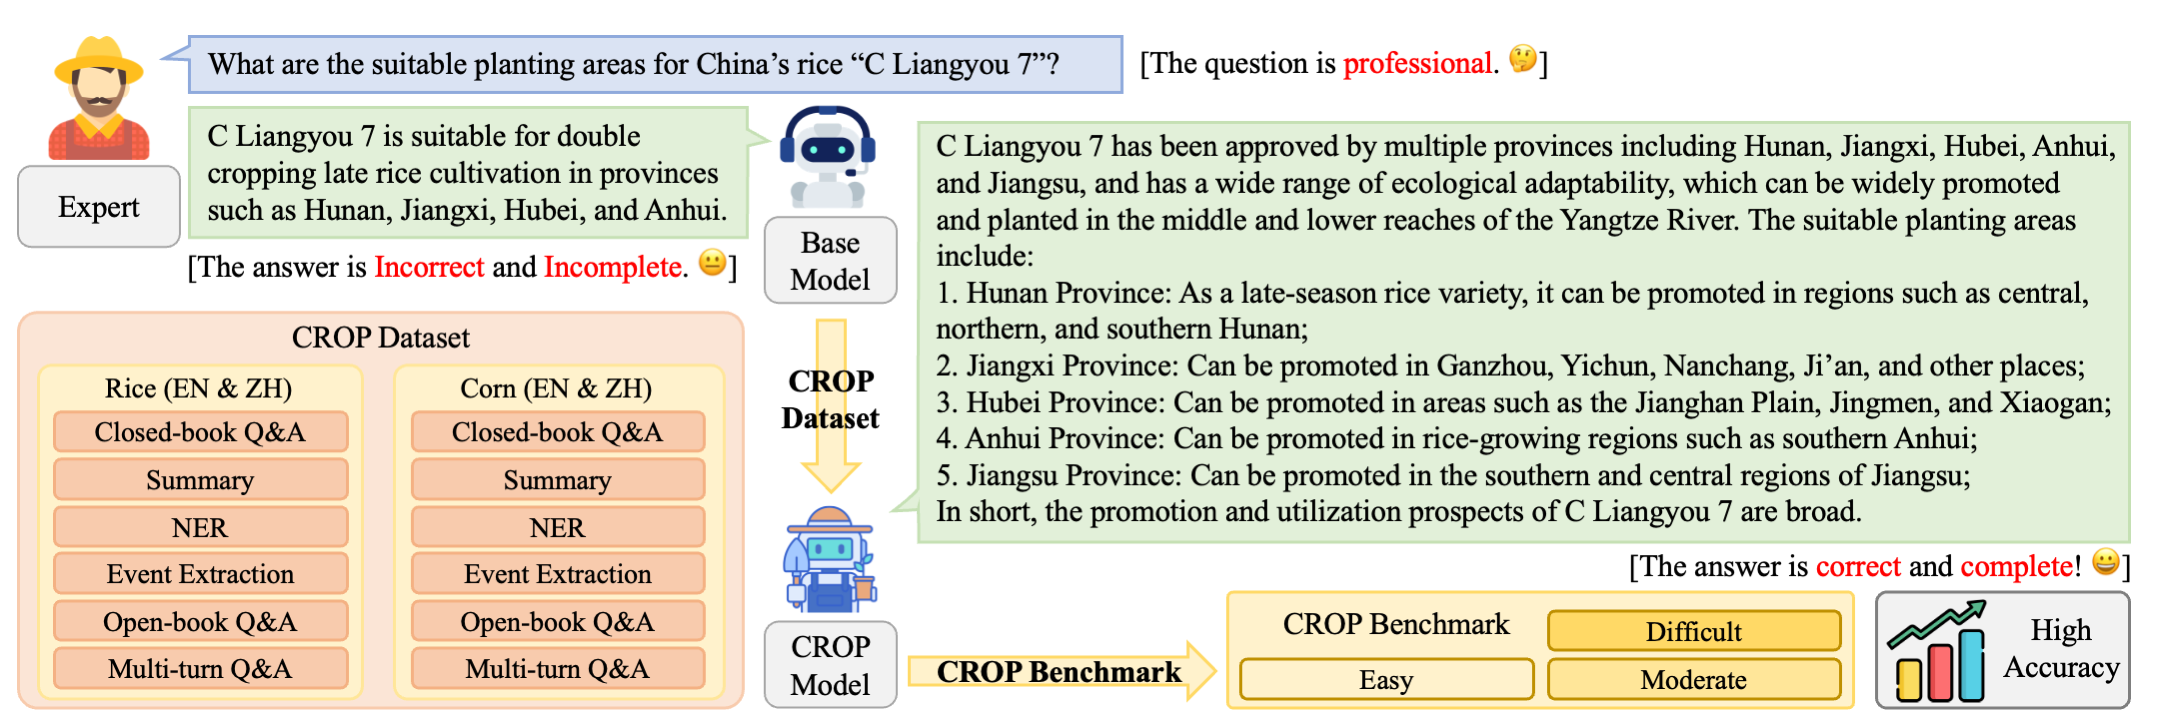 What are the suitable planting areas for China’s rice “C Liangyou 7”?
[The question is professional. 🤔]
Expert
C Liangyou 7 is suitable for double
cropping late rice cultivation in provinces
such as Hunan, Jiangxi, Hubei, and Anhui.
[The answer is Incorrect and Incomplete. 😐]
Base
Model
CROP
Dataset
C Liangyou 7 has been approved by multiple provinces including Hunan, Jiangxi, Hubei, Anhui,
and Jiangsu, and has a wide range of ecological adaptability, which can be widely promoted
and planted in the middle and lower reaches of the Yangtze River. The suitable planting areas
include:
1. Hunan Province: As a late-season rice variety, it can be promoted in regions such as central,
northern, and southern Hunan;
2. Jiangxi Province: Can be promoted in Ganzhou, Yichun, Nanchang, Ji’an, and other places;
3. Hubei Province: Can be promoted in areas such as the Jianghan Plain, Jingmen, and Xiaogan;
4. Anhui Province: Can be promoted in rice-growing regions such as southern Anhui;
5. Jiangsu Province: Can be promoted in the southern and central regions of Jiangsu;
In short, the promotion and utilization prospects of C Liangyou 7 are broad.
[The answer is correct and complete! 😀]
CROP Dataset
Rice (EN & ZH)
Closed-book Q&A
Summary
NER
Event Extraction
Open-book Q&A
Multi-turn Q&A
Corn (EN & ZH)
Closed-book Q&A
Summary
NER
Event Extraction
Open-book Q&A
Multi-turn Q&A
CROP
Model
CROP Benchmark
CROP Benchmark
Difficult
Easy
Moderate
High
Accuracy